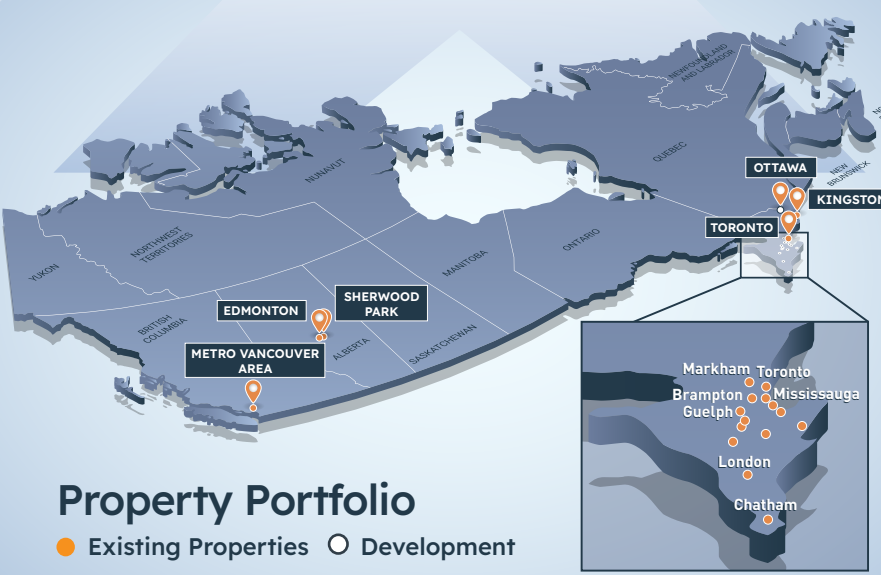 NEWFOUNDLAND
AND LABRADOR
QUEBEC
NUNAVUT
NEW
BRUNSWICK
OTTAWA
KINGSTON
TORONTO
YUKON
NORTHWEST
TERRITORIES
MANITOBA
ONTARIO
BRITISH
COLUMBIA
ALBERTA
SASKATCHEWAN
EDMONTON
SHERWOOD
PARK
METRO VANCOUVER
AREA
Markham
Toronto
Brampton
Mississauga
Guelph
London
Chatham
Property Portfolio
Existing Properties
Development